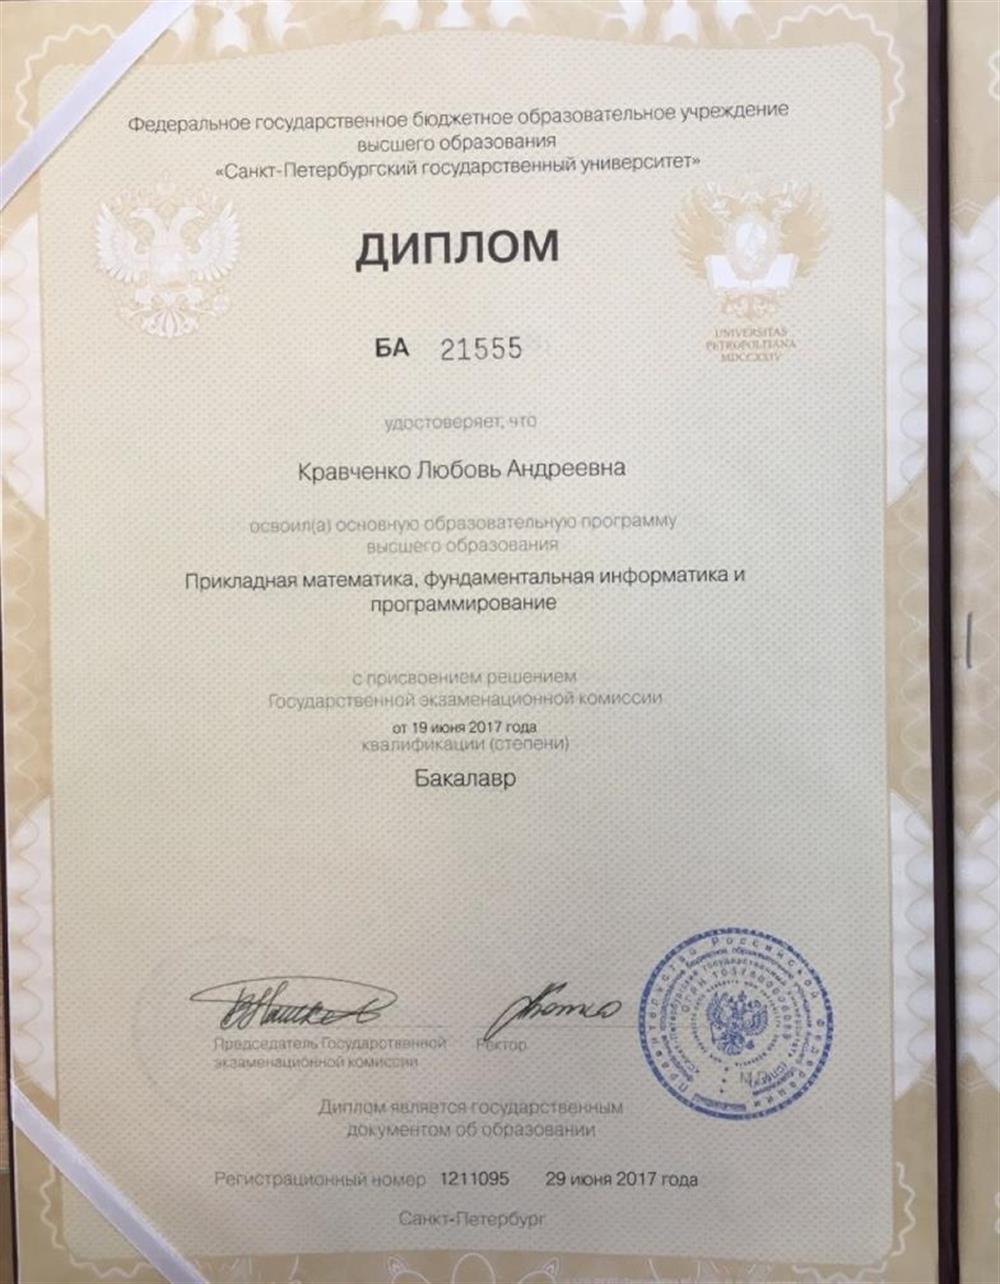 Федеральное государственное бюджетное образовательное учреждение
высшего образования
«Санкт-Петербургский государственный университет»
ДИПЛОМ
UNIVERSITAS
PETROPOLITANA
MDCCXXIV
БА 21555
удостоверяет, что
Кравченко Любовь Андреевна
освоил(а) основную образовательную программу
высшего образования
Прикладная математика, фундаментальная информатика и
программирование
с присвоением решением
Государственной экзаменационной комиссии
от 19 июня 2017 года
квалификации (степени)
Бакалавр
Председатель Государственной
экзаменационной комиссии
Ректор
Правительство Российской Федерации
М.П.
Диплом является государственным
документом об образовании
Регистрационный номер 1211095 29 июня 2017 года
Санкт-Петербург